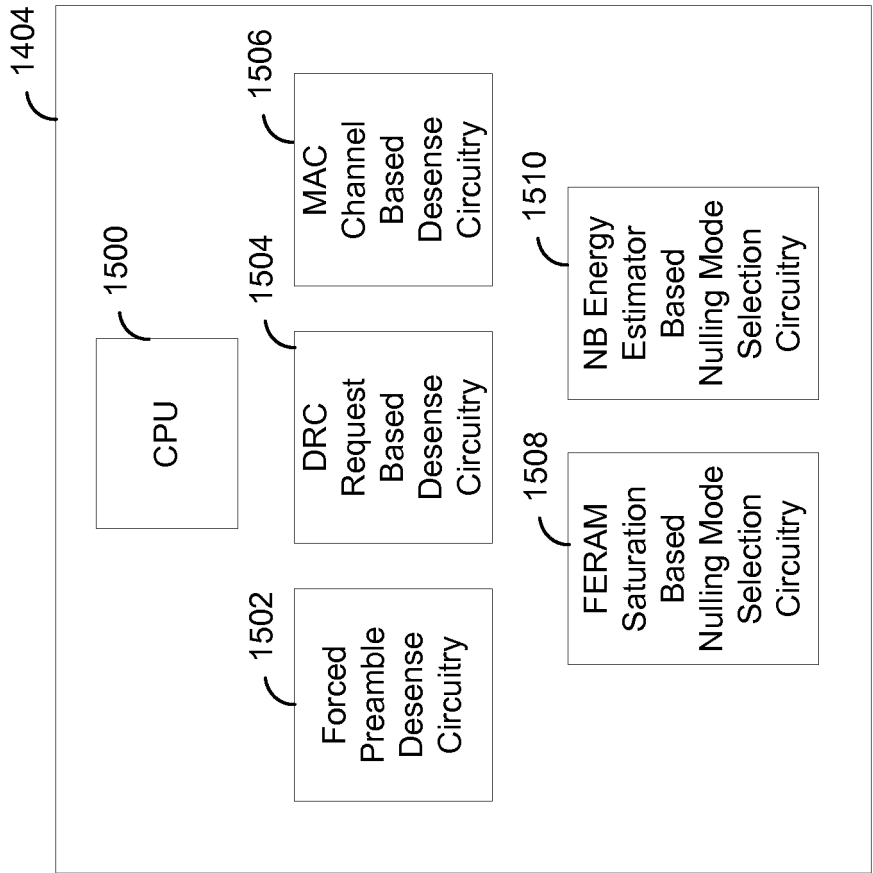 1404
1500
CPU
1502
Forced
Preamble
Desense
Circuitry
1504
DRC
Request
Based
Desense
Circuitry
1506
MAC
Channel
Based
Desense
Circuitry
1508
FERAM
Saturation
Based
Nulling Mode
Selection
Circuitry
1510
NB Energy
Estimator
Based
Nulling Mode
Selection
Circuitry